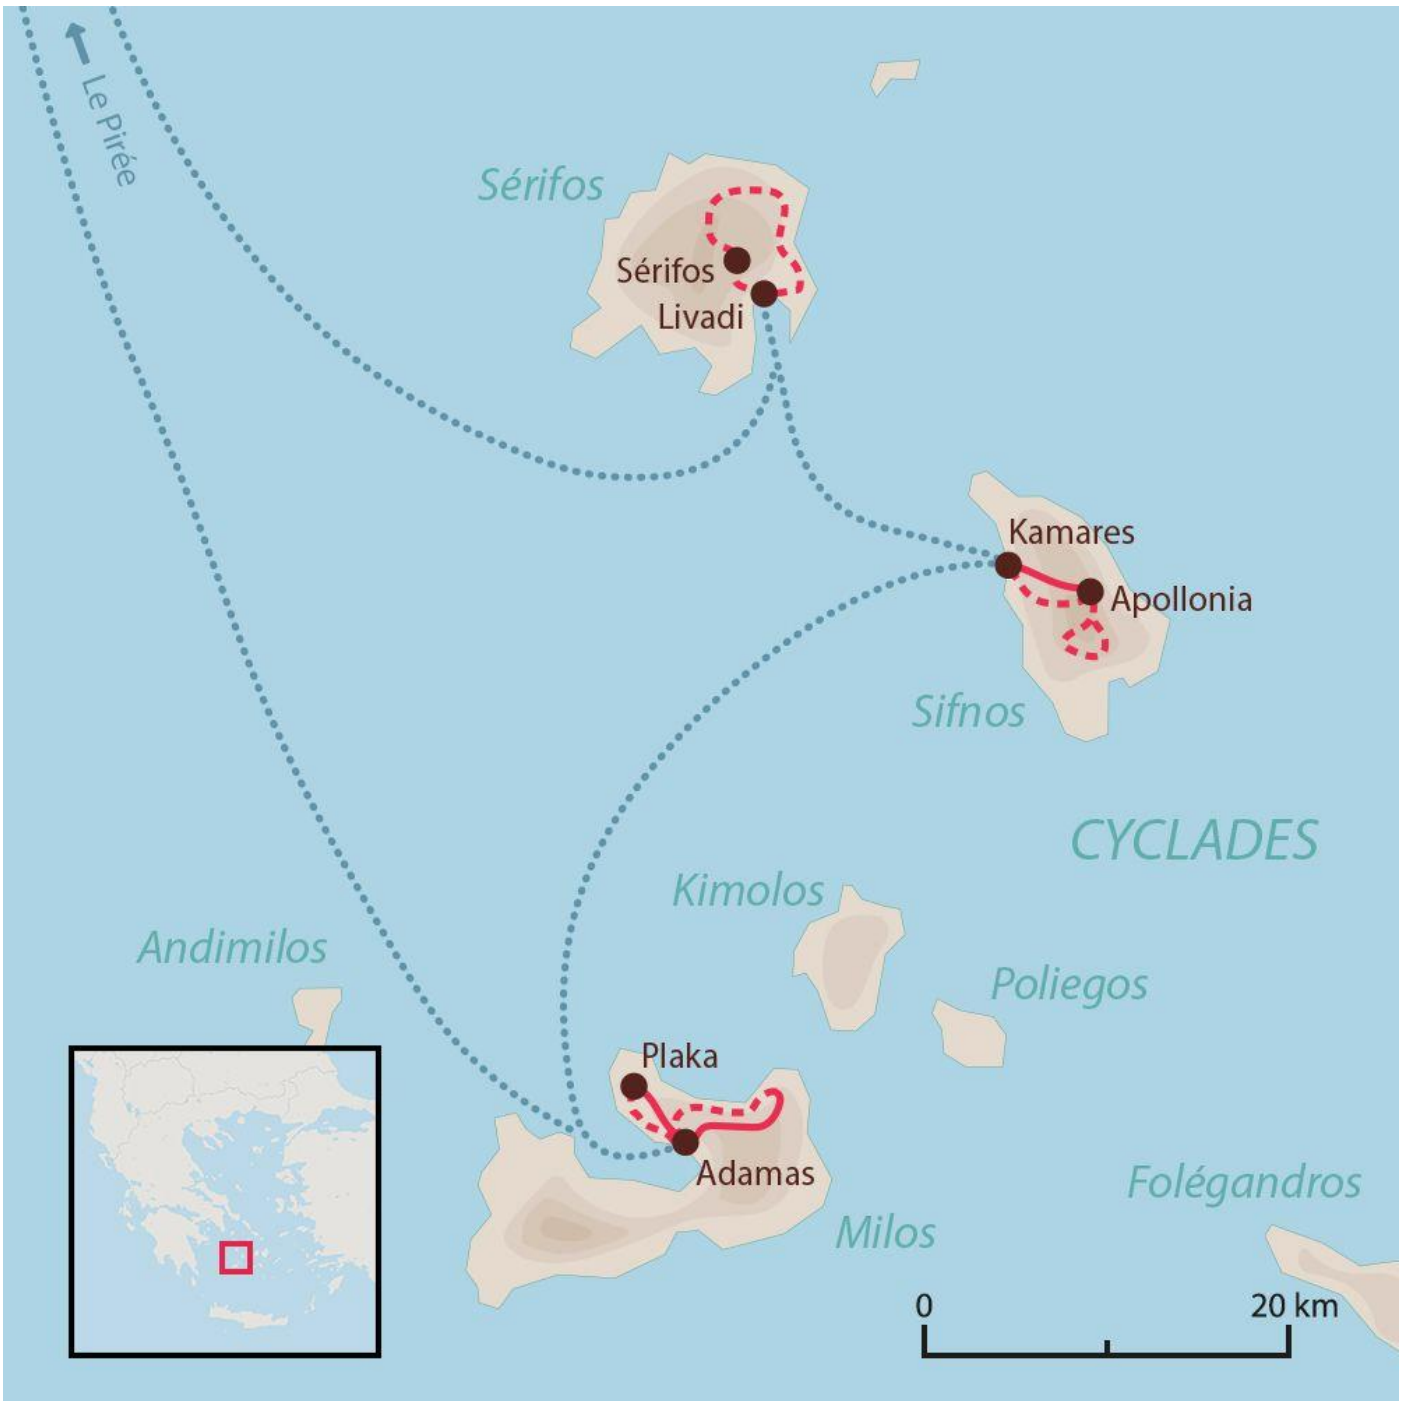 Le Pirée
Sérifos
Sérifos
Livadi
Kamares
Apollonia
Sifnos
CYCLADES
Kimolos
Andimilos
Poliegos
Plaka
Adamas
Folégandros
Milos
0
20 km